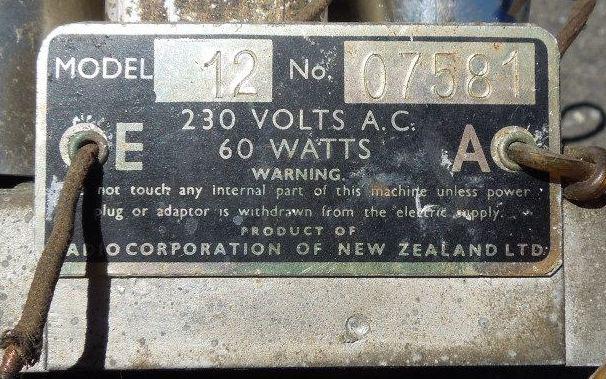 MODEL 12 No. 07581
230 VOLTS A.C.
E 60 WATTS A
WARNING.
not touch any internal part of this machine unless power
plug or adaptor is withdrawn from the electric supply.
PRODUCT OF
CORPORATION OF NEW ZEALAND LTD